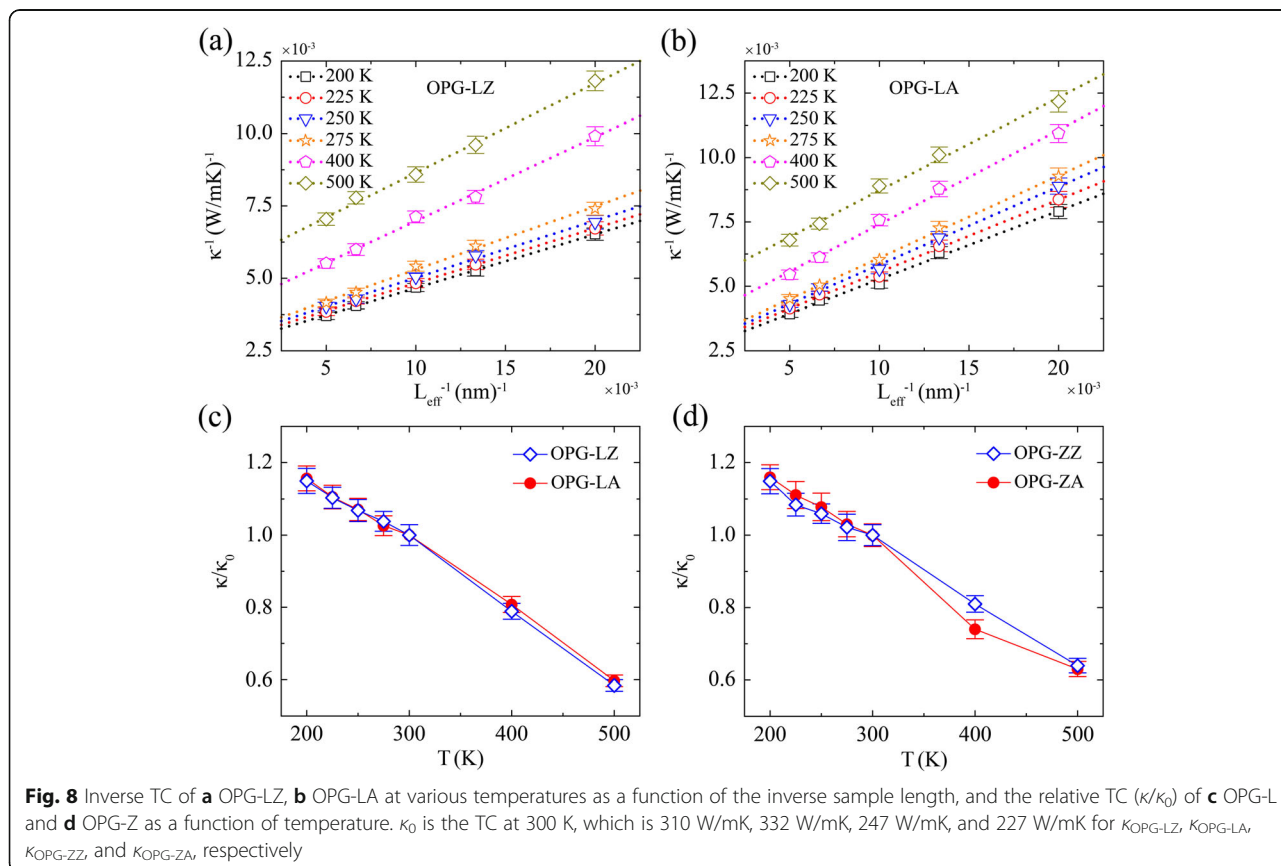 (a)
×10⁻³
12.5
10.0
7.5
5.0
2.5
κ⁻¹ (W/mK)⁻¹
200 K
225 K
250 K
275 K
400 K
500 K
OPG-LZ
5 10 15 20
L_eff⁻¹ (nm)⁻¹
×10⁻³
(b)
×10⁻³
12.5
10.0
7.5
5.0
2.5
κ⁻¹ (W/mK)⁻¹
200 K
225 K
250 K
275 K
400 K
500 K
OPG-LA
5 10 15 20
L_eff⁻¹ (nm)⁻¹
×10⁻³
(c)
1.2
1.0
0.8
0.6
κ/κ₀
OPG-LZ
OPG-LA
200 300 400 500
T (K)
(d)
1.2
1.0
0.8
0.6
κ/κ₀
OPG-ZZ
OPG-ZA
200 300 400 500
T (K)
Fig. 8 Inverse TC of a OPG-LZ, b OPG-LA at various temperatures as a function of the inverse sample length, and the relative TC (κ/κ₀) of c OPG-L
and d OPG-Z as a function of temperature. κ₀ is the TC at 300 K, which is 310 W/mK, 332 W/mK, 247 W/mK, and 227 W/mK for κ_OPG-LZ, κ_OPG-LA,
κ_OPG-ZZ, and κ_OPG-ZA, respectively